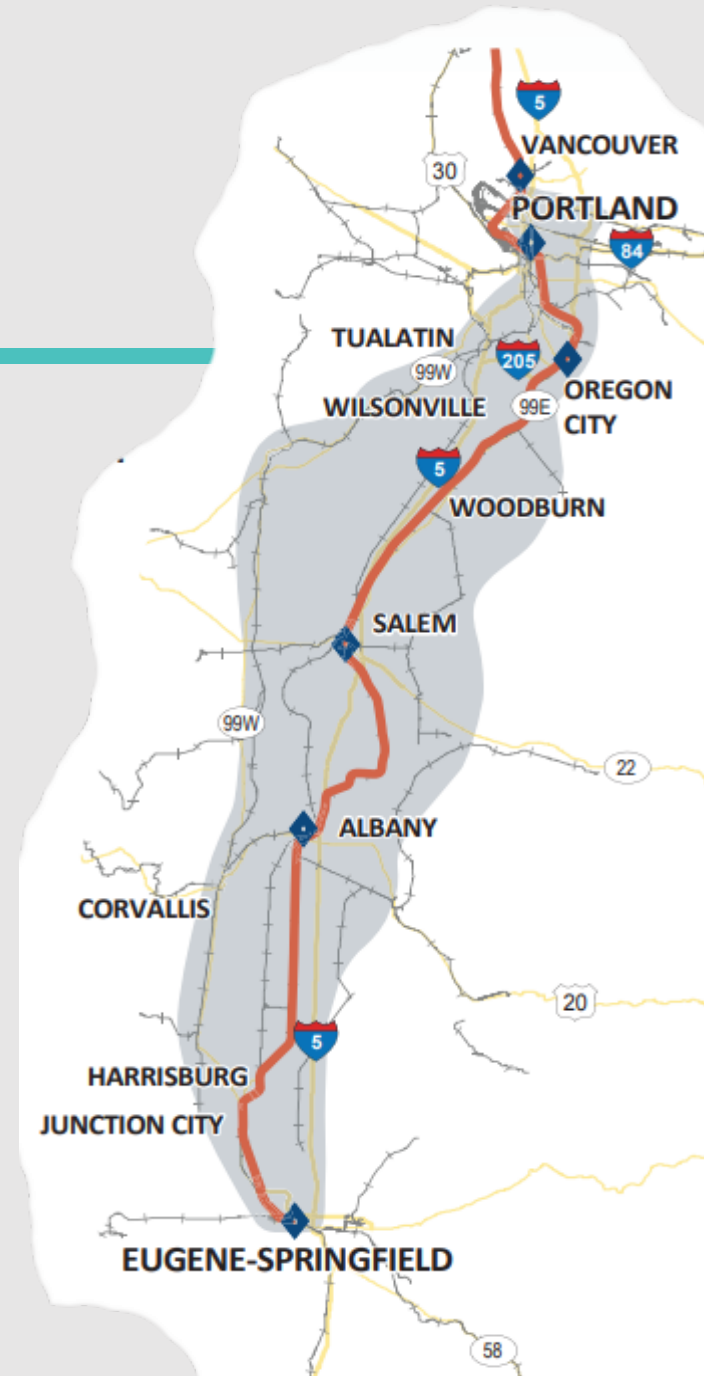 5
VANCOUVER
30
PORTLAND
84
TUALATIN
205
99W
OREGON
CITY
WILSONVILLE
99E
5
WOODBURN
SALEM
99W
22
ALBANY
CORVALLIS
20
5
HARRISBURG
JUNCTION CITY
EUGENE-SPRINGFIELD
58